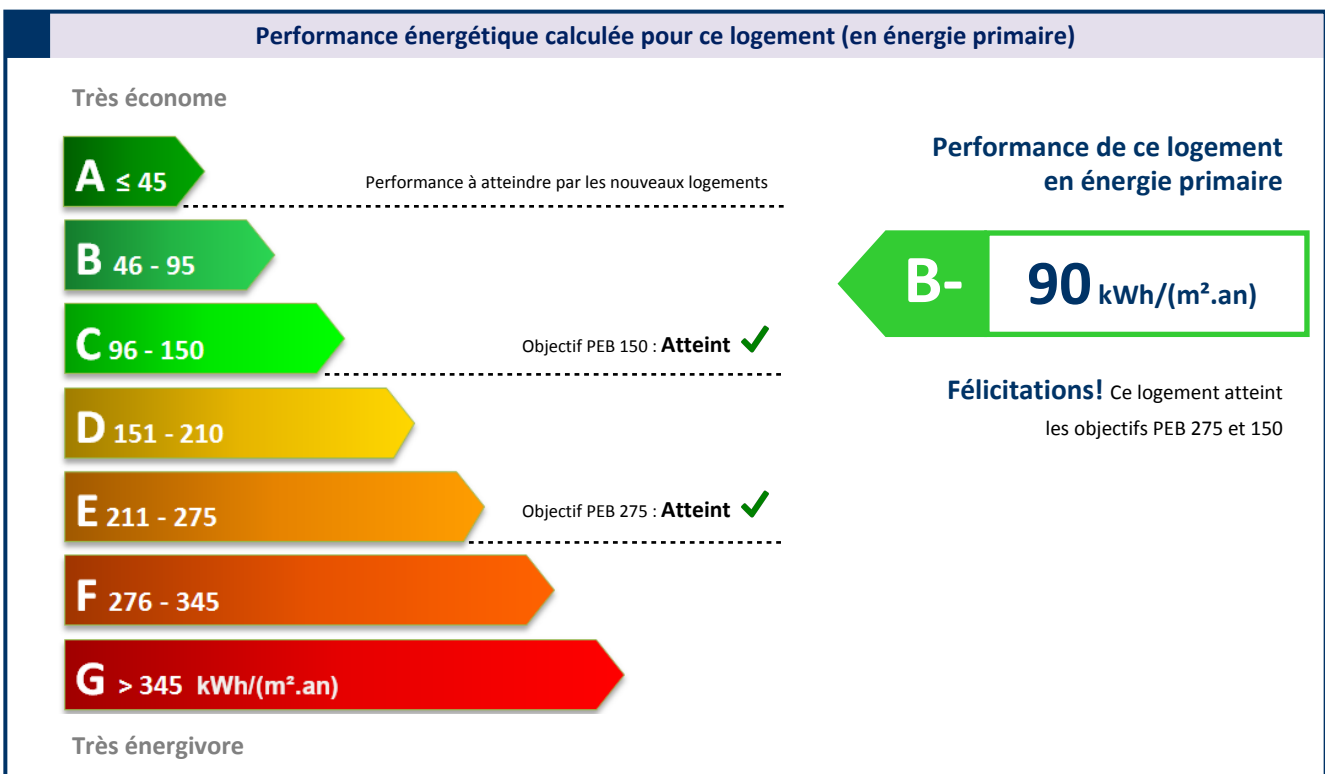 Performance énergétique calculée pour ce logement (en énergie primaire)
Très économe
A ≤ 45
Performance à atteindre par les nouveaux logements
B 46 - 95
C 96 - 150
Objectif PEB 150 : Atteint
D 151 - 210
E 211 - 275
Objectif PEB 275 : Atteint
F 276 - 345
G > 345 kWh/(m².an)
Très énergivore
Performance de ce logement
en énergie primaire
B- 90 kWh/(m².an)
Félicitations! Ce logement atteint
les objectifs PEB 275 et 150